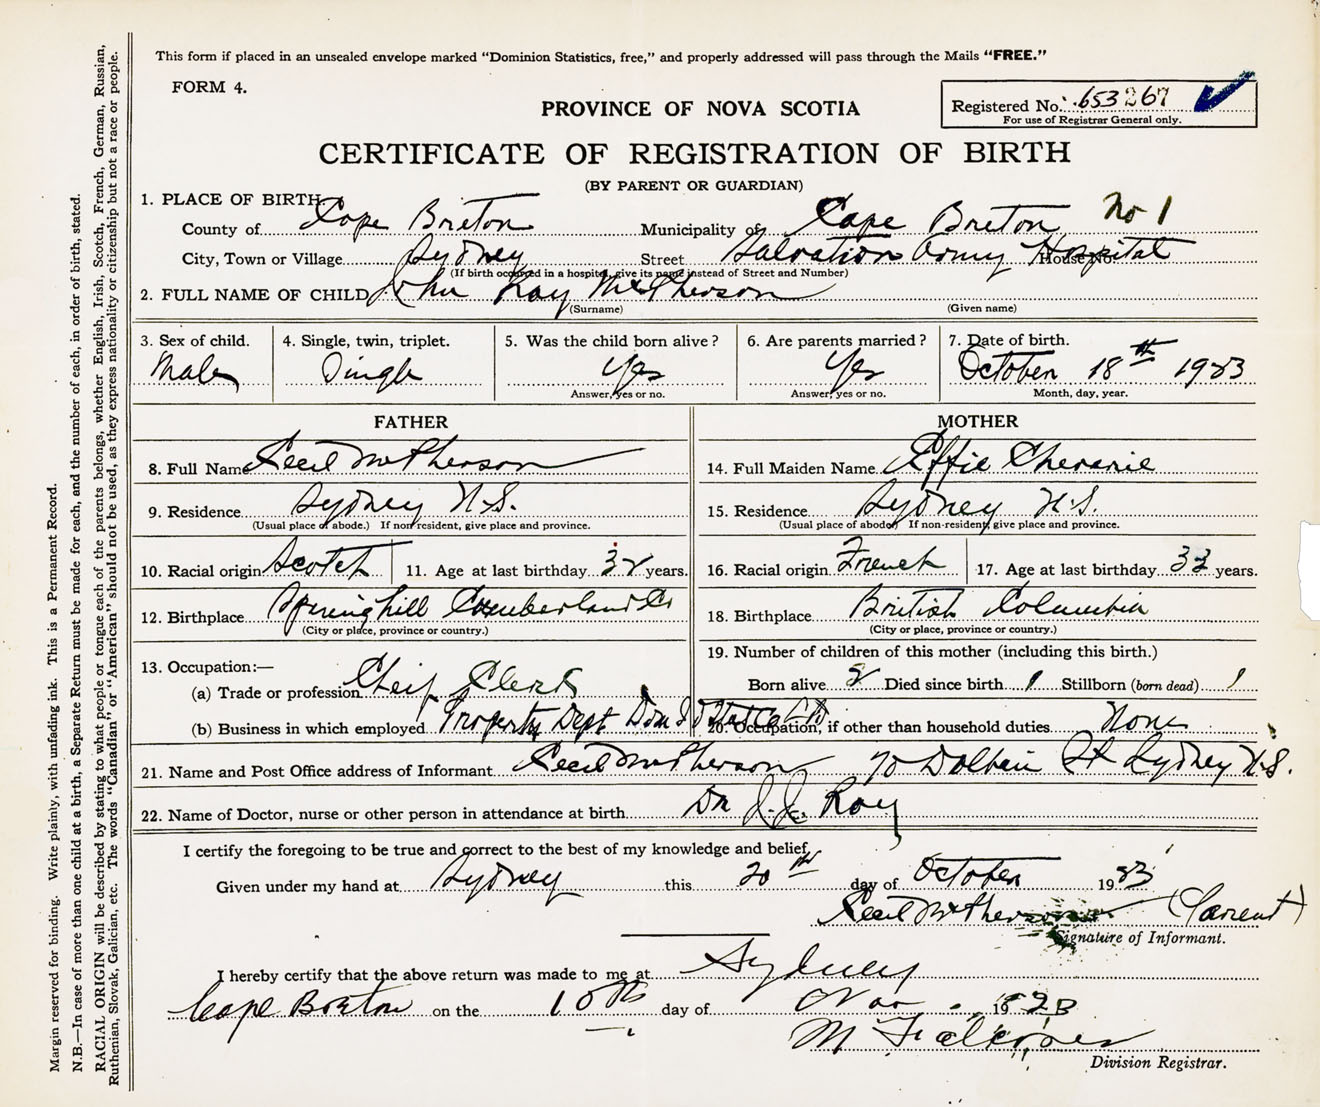 This form if placed in an unsealed envelope marked "Dominion Statistics, free," and properly addressed will pass through the Mails "FREE."
FORM 4.
PROVINCE OF NOVA SCOTIA
Registered No. 653267
For use of Registrar General only.
CERTIFICATE OF REGISTRATION OF BIRTH
(BY PARENT OR GUARDIAN)
1. PLACE OF BIRTH
County of Cape Breton Municipality of Cape Breton No 1
City, Town or Village Sydney Street Salvation Army Hospital House No.
(If birth occurred in a hospital, give its name instead of Street and Number)
2. FULL NAME OF CHILD John Ray McPherson
(Surname) (Given name)
3. Sex of child. 4. Single, twin, triplet. 5. Was the child born alive? 6. Are parents married? 7. Date of birth.
Male Single Yes Yes October 18th 1923
Answer, yes or no. Answer, yes or no. Month, day, year.
FATHER MOTHER
8. Full Name Cecil McPherson 14. Full Maiden Name Effie
9. Residence Sydney N.S. 15. Residence Sydney N.S.
(Usual place of abode.) If non-resident, give place and province. (Usual place of abode) If non-resident, give place and province.
10. Racial origin Scotch 11. Age at last birthday 32 years. 16. Racial origin French 17. Age at last birthday 33 years.
12. Birthplace Springhill Cumberland Co 18. Birthplace British Columbia
(City or place, province or country.) (City or place, province or country.)
13. Occupation:— 19. Number of children of this mother (including this birth.)
(a) Trade or profession Cheif Clerk Born alive 2 Died since birth 1 Stillborn (born dead) 1
(b) Business in which employed Property Dept Dom I & Steel Co Ltd 20. Occupation, if other than household duties None
21. Name and Post Office address of Informant Cecil McPherson 70 Dolbin St Sydney N.S.
22. Name of Doctor, nurse or other person in attendance at birth Dr J. J. Roy
I certify the foregoing to be true and correct to the best of my knowledge and belief,
Given under my hand at Sydney this 20th day of October 1923
Cecil McPherson (Parent)
Signature of Informant.
I hereby certify that the above return was made to me at Sydney
Cape Breton on the 10th day of Nov 1923
M
Division Registrar.
Margin reserved for binding. Write plainly, with unfading ink. This is a Permanent Record.
N.B.—In case of more than one child at a birth, a Separate Return must be made for each, and the number of each, in order of birth, stated.
RACIAL ORIGIN will be described by stating to what people or tongue each of the parents belongs, whether English, Irish, Scotch, French, German, Russian,
Ruthenian, Slovak, Galician, etc. The words "Canadian" or "American" should not be used, as they express nationality or citizenship but not a race or people.